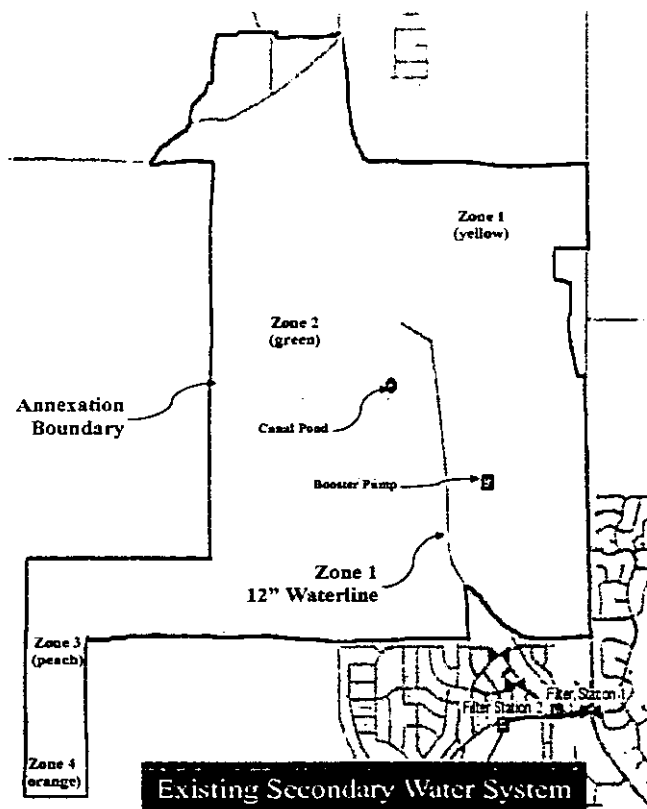 Zone 1
(yellow)
Zone 2
(green)
Annexation
Boundary
Canal Pond
Booster Pump
Zone 1
12" Waterline
Zone 3
(peach)
Filter Station 1
Filter Station 2
Zone 4
orange)
Existing Secondary Water System